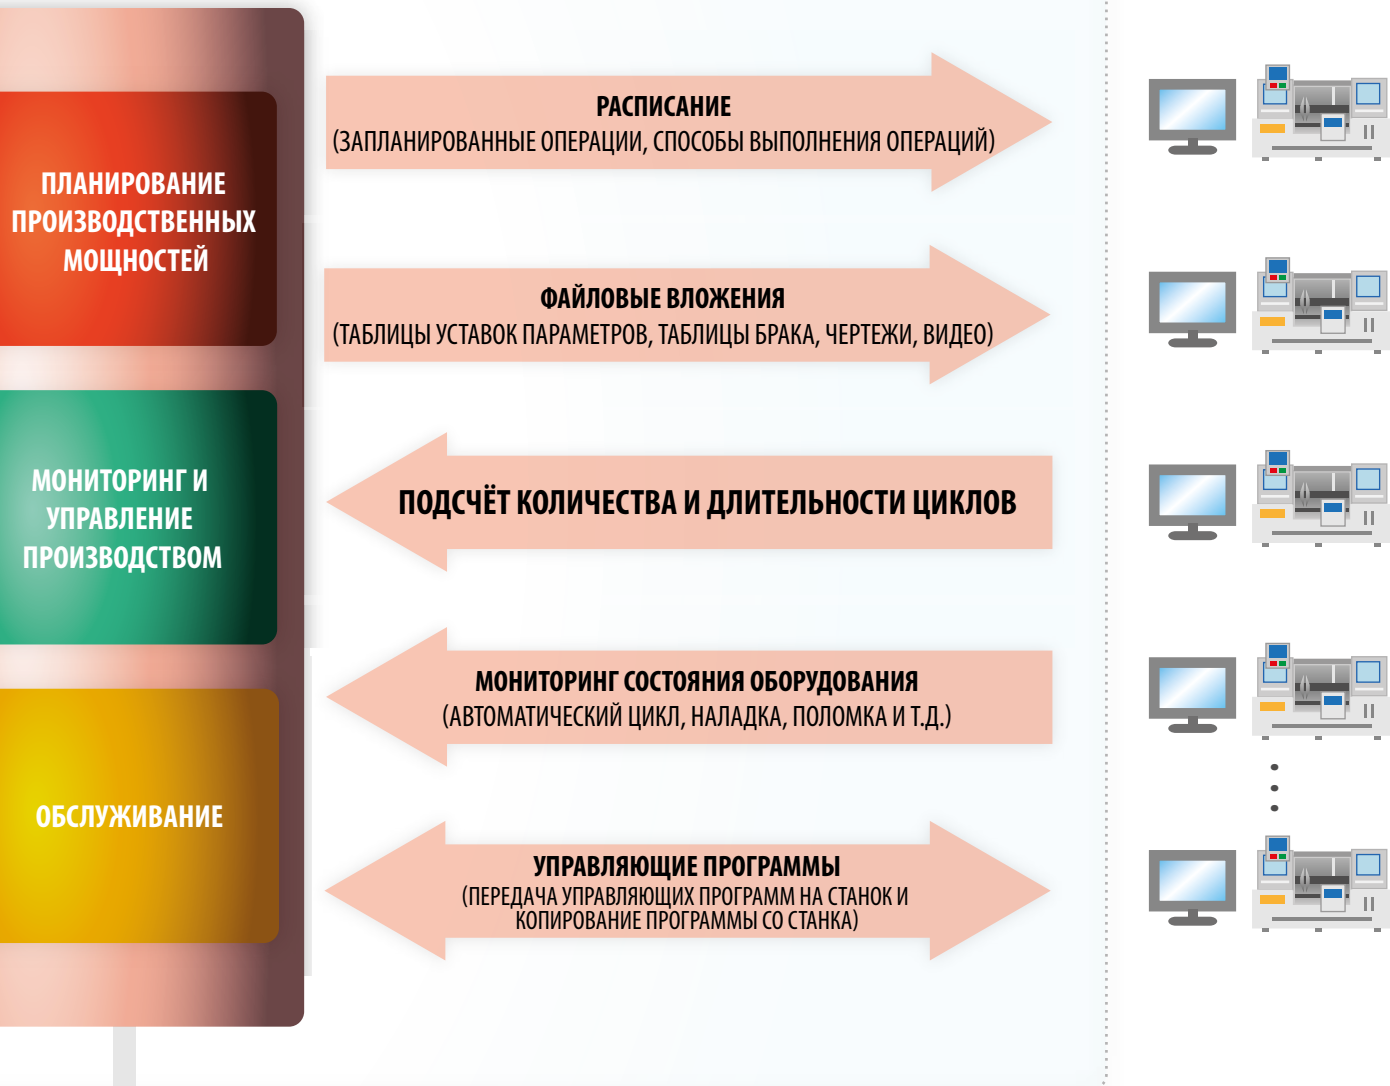 ПЛАНИРОВАНИЕ
ПРОИЗВОДСТВЕННЫХ
МОЩНОСТЕЙ
МОНИТОРИНГ И
УПРАВЛЕНИЕ
ПРОИЗВОДСТВОМ
ОБСЛУЖИВАНИЕ
РАСПИСАНИЕ
(ЗАПЛАНИРОВАННЫЕ ОПЕРАЦИИ, СПОСОБЫ ВЫПОЛНЕНИЯ ОПЕРАЦИЙ)
ФАЙЛОВЫЕ ВЛОЖЕНИЯ
(ТАБЛИЦЫ УСТАВОК ПАРАМЕТРОВ, ТАБЛИЦЫ БРАКА, ЧЕРТЕЖИ, ВИДЕО)
ПОДСЧЁТ КОЛИЧЕСТВА И ДЛИТЕЛЬНОСТИ ЦИКЛОВ
МОНИТОРИНГ СОСТОЯНИЯ ОБОРУДОВАНИЯ
(АВТОМАТИЧЕСКИЙ ЦИКЛ, НАЛАДКА, ПОЛОМКА И Т.Д.)
УПРАВЛЯЮЩИЕ ПРОГРАММЫ
(ПЕРЕДАЧА УПРАВЛЯЮЩИХ ПРОГРАММ НА СТАНОК И
КОПИРОВАНИЕ ПРОГРАММЫ СО СТАНКА)